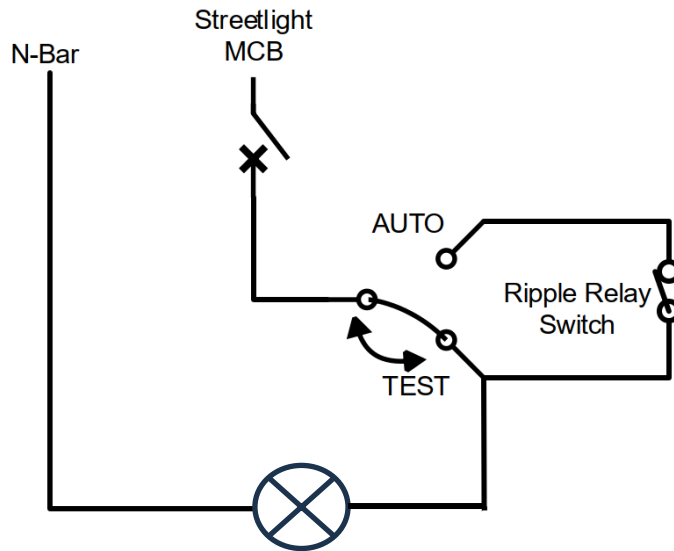 Streetlight
MCB
N-Bar
AUTO
Ripple Relay
Switch
TEST